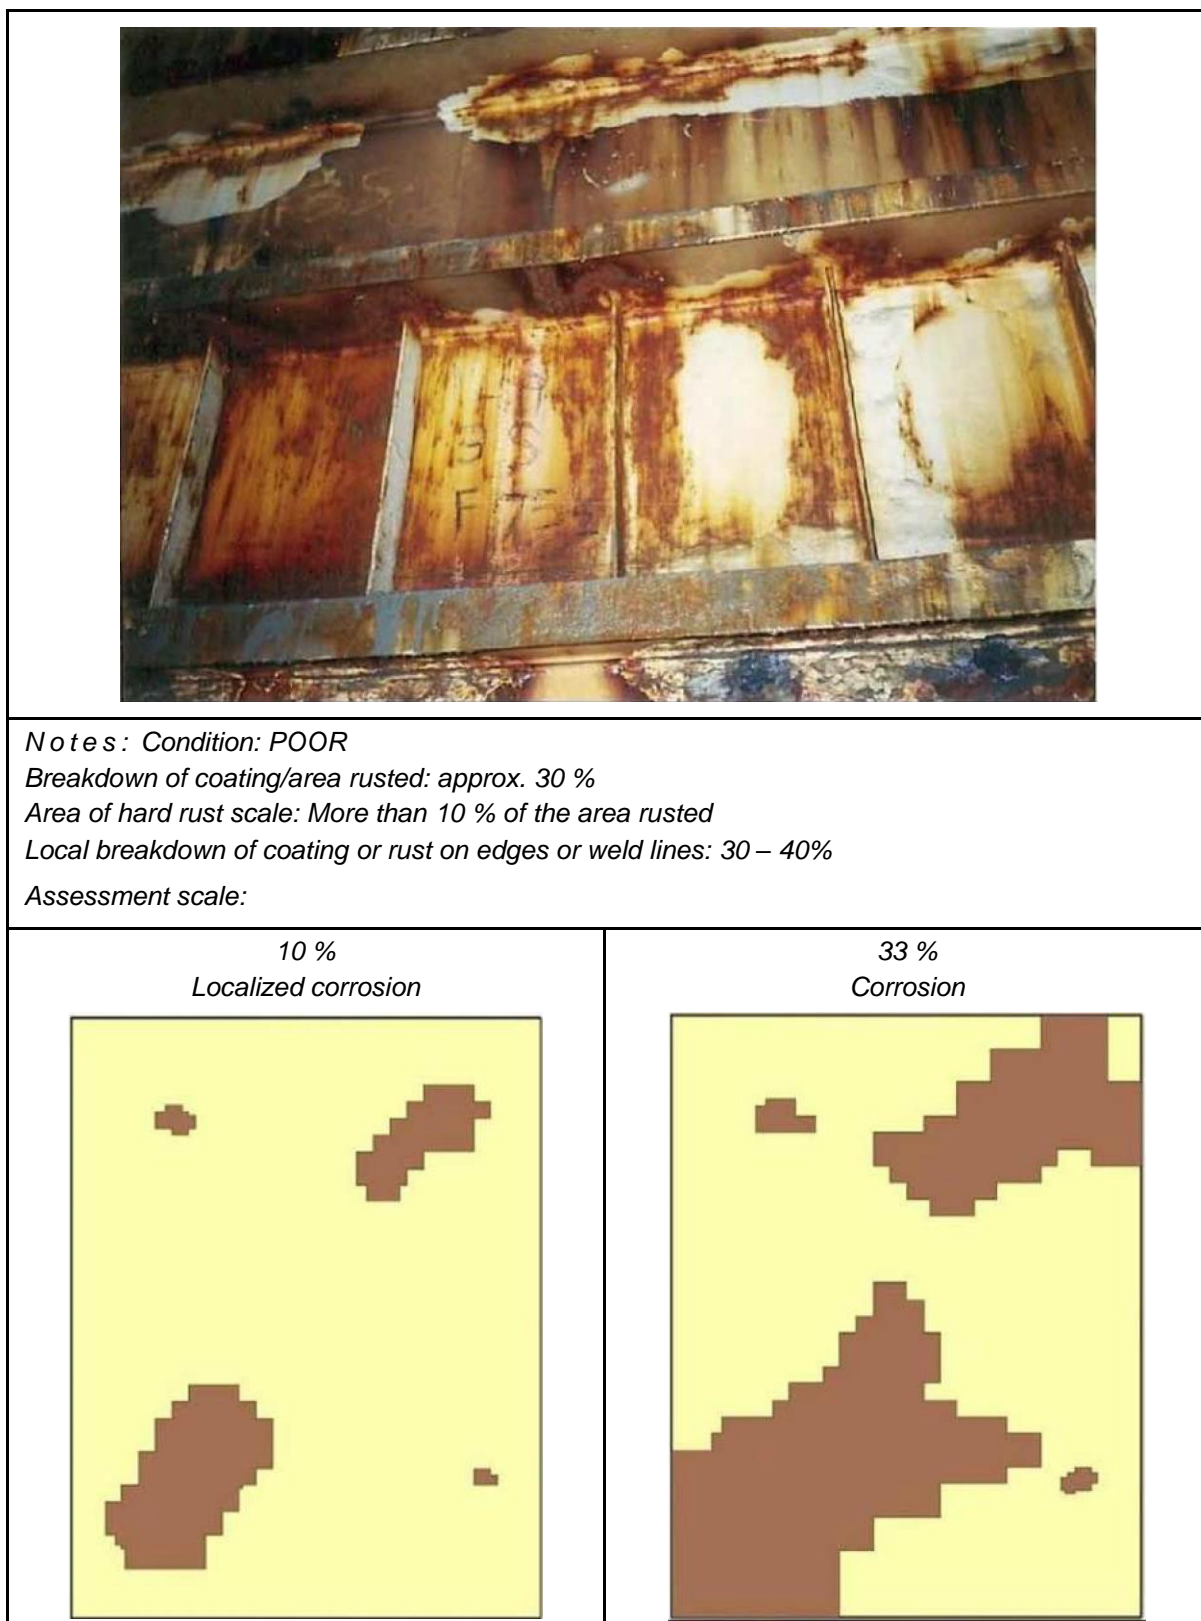 3 S
F
Notes: Condition: POOR
Breakdown of coating/area rusted: approx. 30 %
Area of hard rust scale: More than 10 % of the area rusted
Local breakdown of coating or rust on edges or weld lines: 30 – 40%
Assessment scale:
10 %
Localized corrosion
33 %
Corrosion